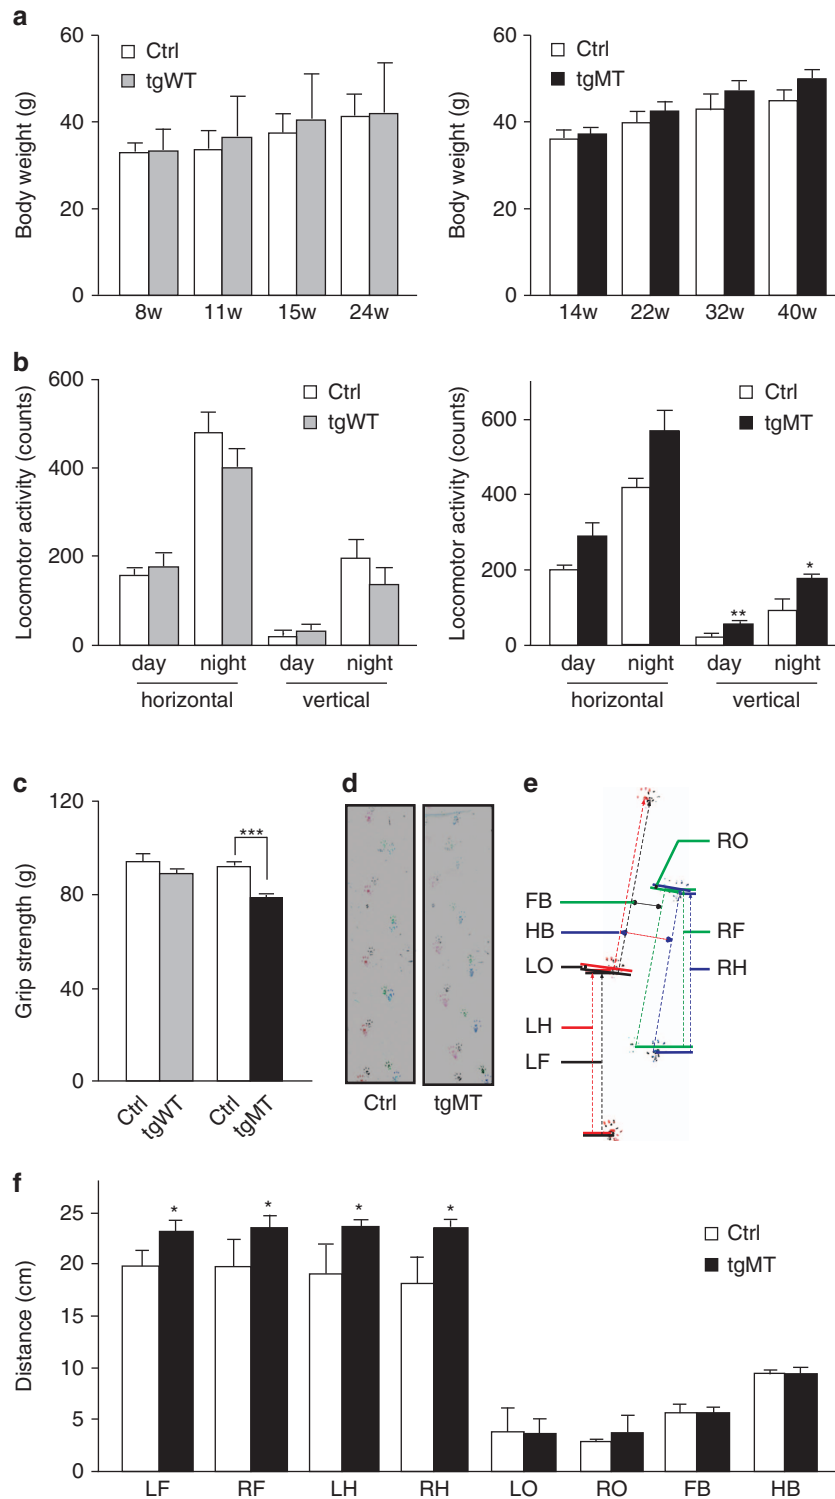 a
60
40
20
0
Body weight (g)
Ctrl
tgWT
8w 11w 15w 24w
60
40
20
0
Body weight (g)
Ctrl
tgMT
14w 22w 32w 40w
b
600
400
200
0
Locomotor activity (counts)
Ctrl
tgWT
day night day night
horizontal vertical
600
400
200
0
Locomotor activity (counts)
Ctrl
tgMT
**
*
day night day night
horizontal vertical
c
120
80
40
0
Grip strength (g)
***
Ctrl
tgWT
Ctrl
tgMT
d
Ctrl tgMT
e
RO
FB
HB
RF
LO
RH
LH
LF
f
25
20
15
10
5
0
Distance (cm)
* * * *
Ctrl
tgMT
LF RF LH RH LO RO FB HB